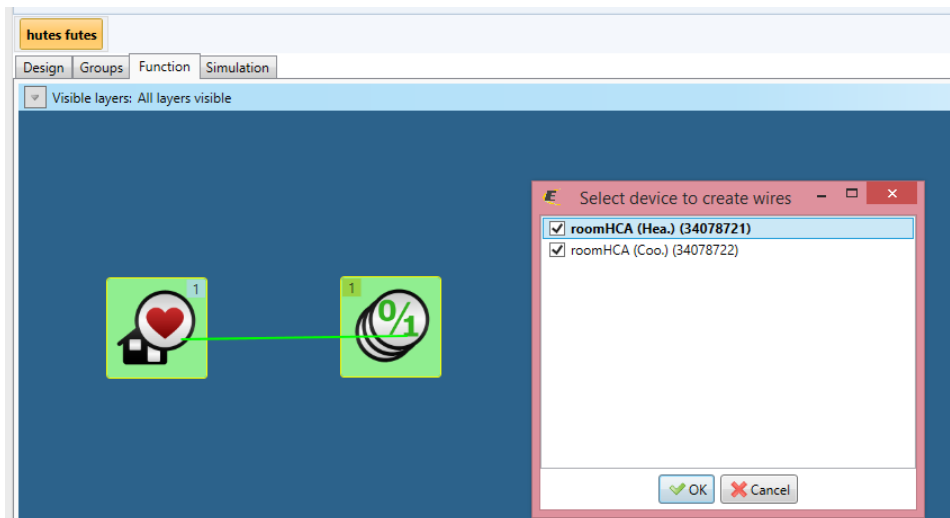 hutes futes
Design Groups Function Simulation
Visible layers: All layers visible
Select device to create wires
roomHCA (Hea.) (34078721)
roomHCA (Coo.) (34078722)
1
1
0/1
OK Cancel